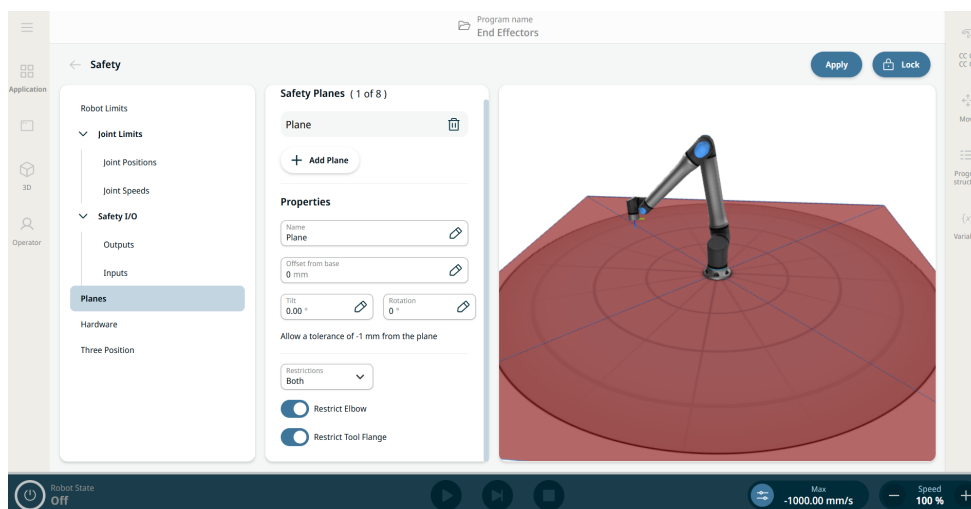 Program name
End Effectors
Safety
Apply
Lock
Application
3D
Operator
Robot Limits
Joint Limits
Joint Positions
Joint Speeds
Safety I/O
Outputs
Inputs
Planes
Hardware
Three Position
Safety Planes ( 1 of 8 )
Plane
Add Plane
Properties
Name
Plane
Offset from base
0 mm
Tilt
0.00 °
Rotation
0 °
Allow a tolerance of -1 mm from the plane
Restrictions
Both
Restrict Elbow
Restrict Tool Flange
Robot State
Off
Max
-1000.00 mm/s
Speed
100 %